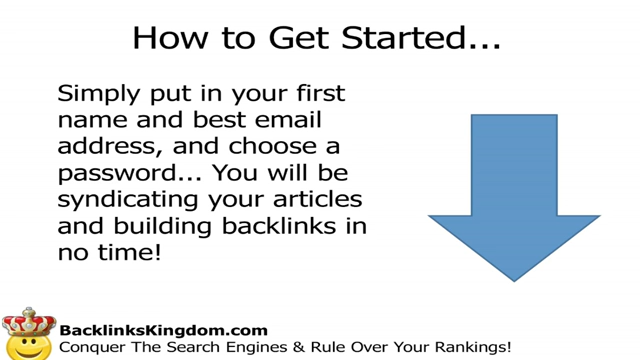 How to Get Started...
Simply put in your first
name and best email
address, and choose a
password... You will be
syndicating your articles
and building backlinks in
no time!
BacklinksKingdom.com
Conquer The Search Engines & Rule Over Your Rankings!